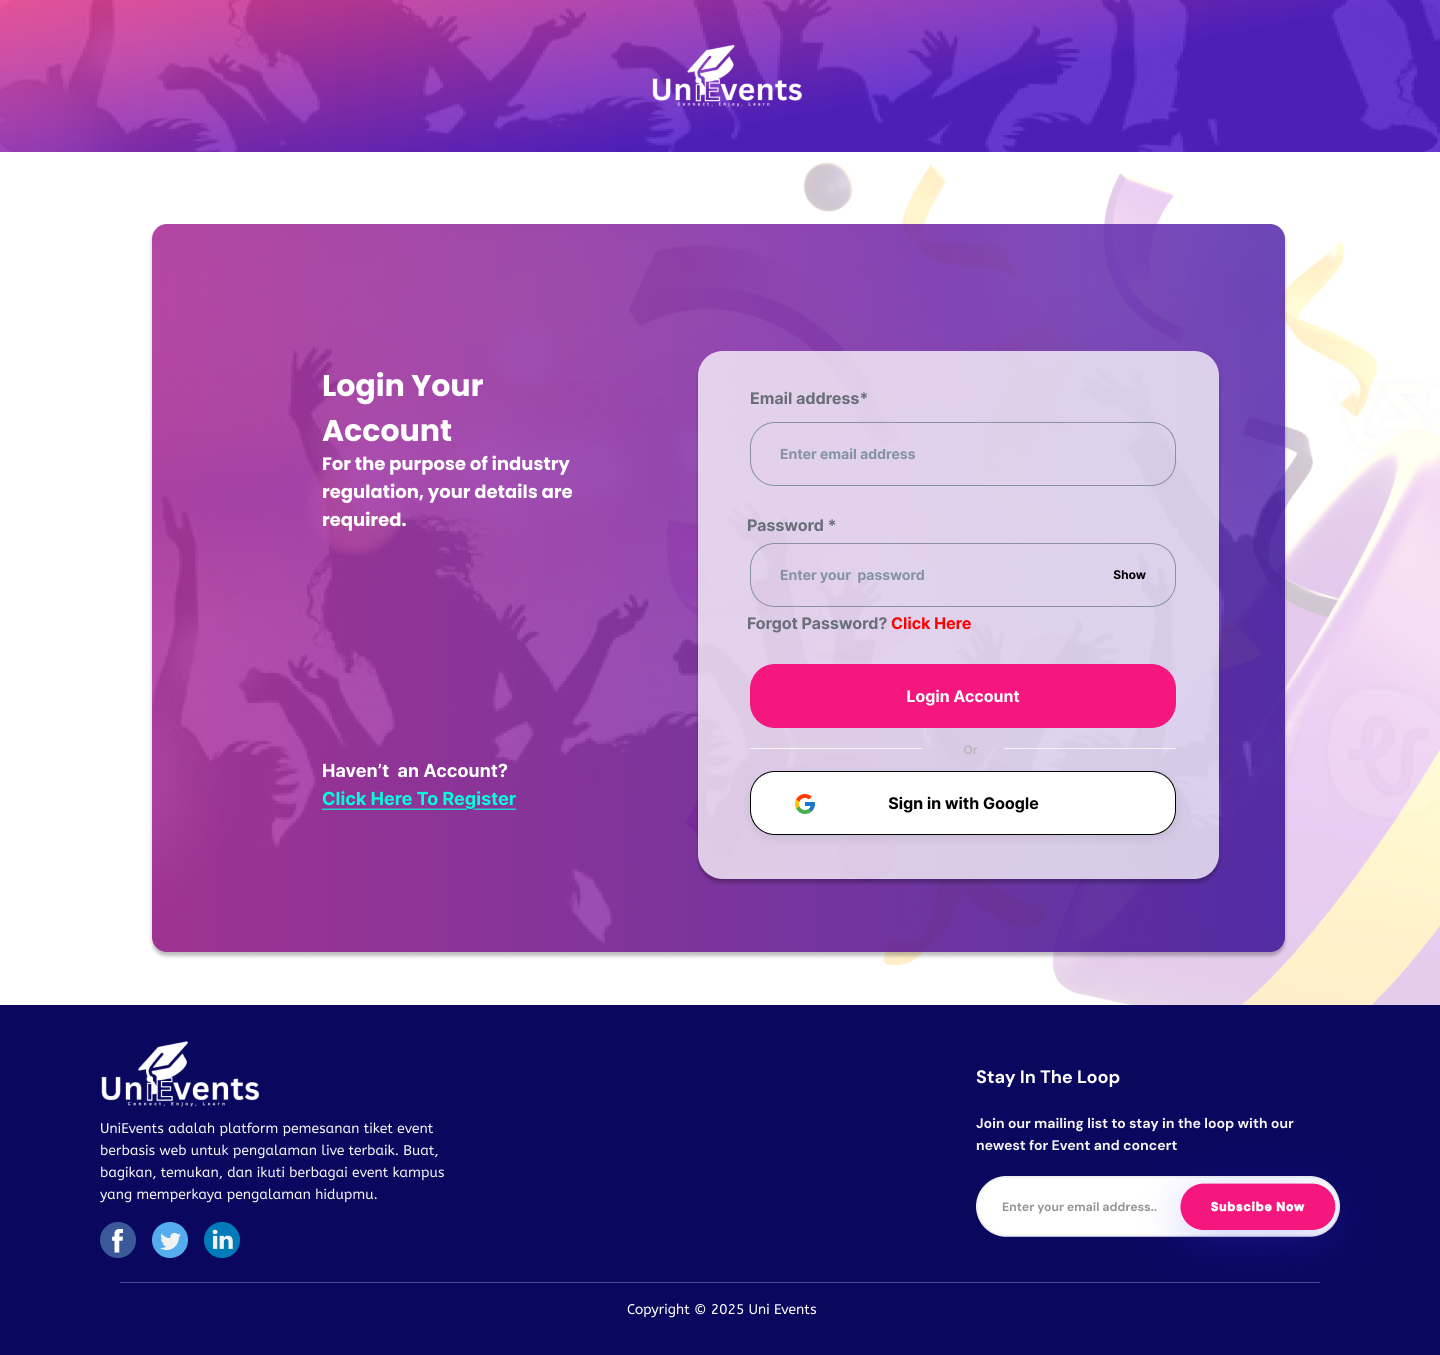 UniEvents
Connect, Enjoy, Learn
Login Your
Account
For the purpose of industry
regulation, your details are
required.
Haven’t  an Account?
Click Here To Register
Email address*
Enter email address
Password *
Enter your  password
Show
Forgot Password? Click Here
Login Account
Or
Sign in with Google
UniEvents
Connect, Enjoy, Learn
UniEvents adalah platform pemesanan tiket event
berbasis web untuk pengalaman live terbaik. Buat,
bagikan, temukan, dan ikuti berbagai event kampus
yang memperkaya pengalaman hidupmu.
Stay In The Loop
Join our mailing list to stay in the loop with our
newest for Event and concert
Enter your email address..
Subscibe Now
Copyright © 2025 Uni Events